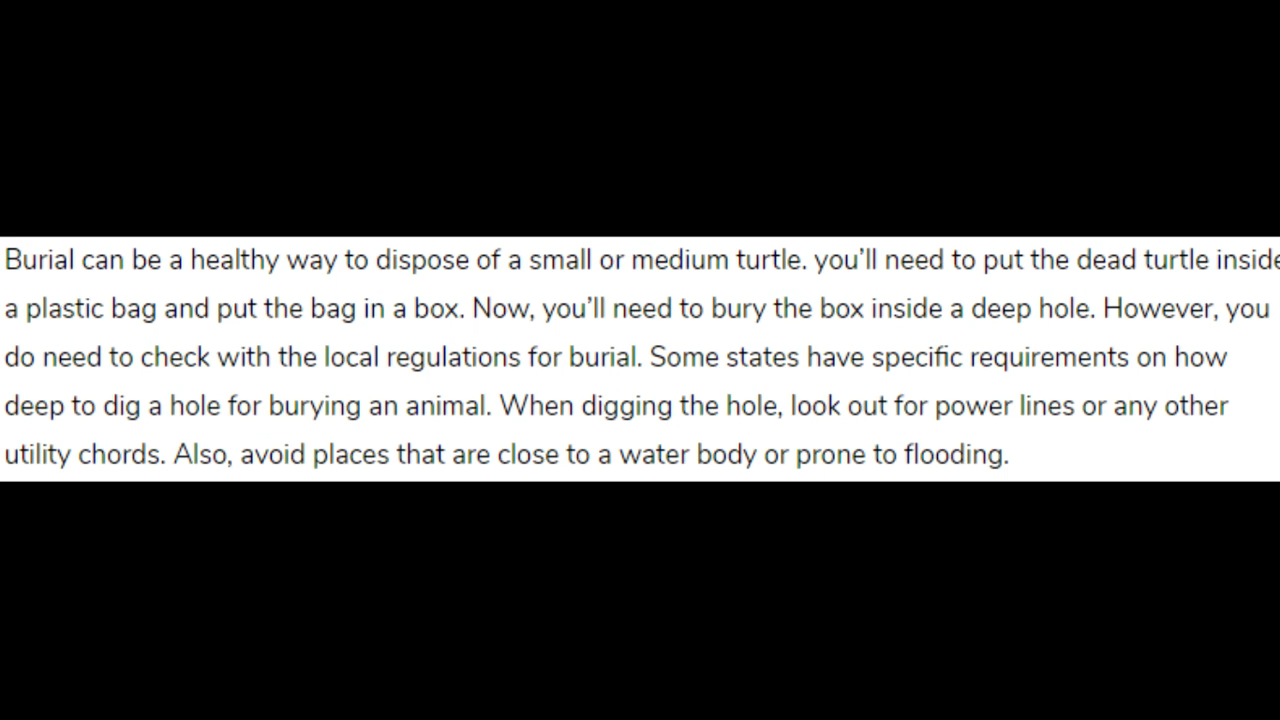 Burial can be a healthy way to dispose of a small or medium turtle. you’ll need to put the dead turtle inside
a plastic bag and put the bag in a box. Now, you’ll need to bury the box inside a deep hole. However, you
do need to check with the local regulations for burial. Some states have specific requirements on how
deep to dig a hole for burying an animal. When digging the hole, look out for power lines or any other
utility chords. Also, avoid places that are close to a water body or prone to flooding.